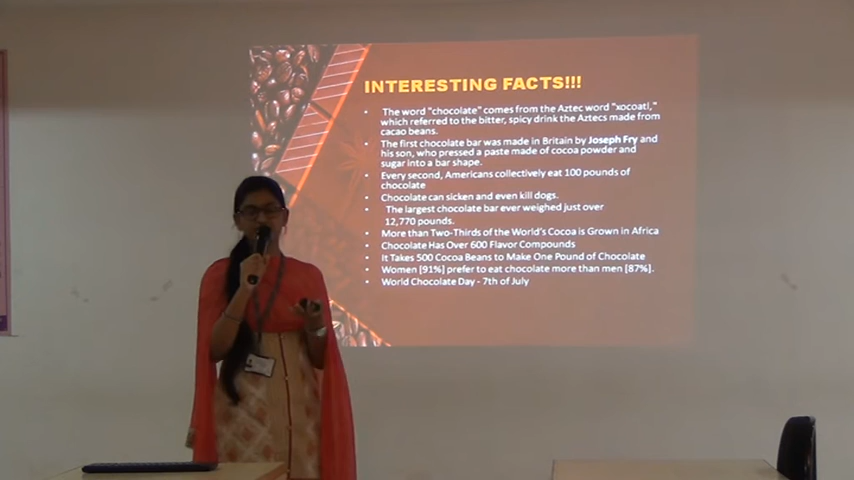 INTERESTING FACTS!!!
• The word "chocolate" comes from the Aztec word "xocoatl,"
which referred to the bitter, spicy drink the Aztecs made from
cacao beans.
• The first chocolate bar was made in Britain by Joseph Fry and
his son, who pressed a paste made of cocoa powder and
sugar into a bar shape.
• Every second, Americans collectively eat 100 pounds of
chocolate
• Chocolate can sicken and even kill dogs.
• The largest chocolate bar ever weighed just over
12,770 pounds.
• More than Two-Thirds of the World's Cocoa is Grown in Africa
• Chocolate Has Over 600 Flavor Compounds
• It Takes 500 Cocoa Beans to Make One Pound of Chocolate
• Women [91%] prefer to eat chocolate more than men [87%].
• World Chocolate Day - 7th of July